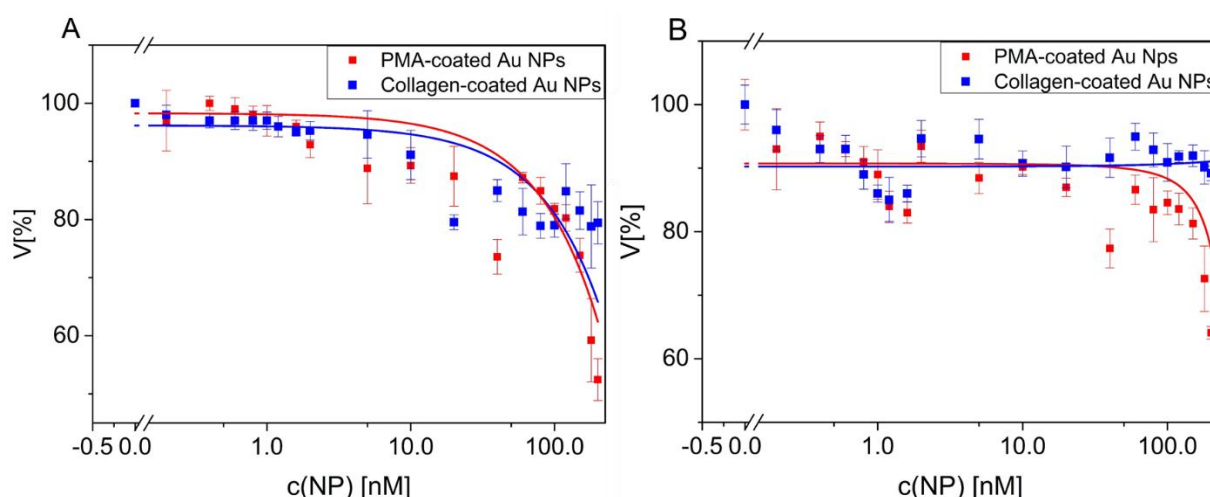 A
PMA-coated Au NPs
Collagen-coated Au NPs
100
80
60
V[%]
-0.5 0.0 1.0 10.0 100.0
c(NP) [nM]
B
PMA-coated Au Nps
Collagen-coated Au NPs
100
80
60
V[%]
-0.5 0.0 1.0 10.0 100.0
c(NP) [nM]